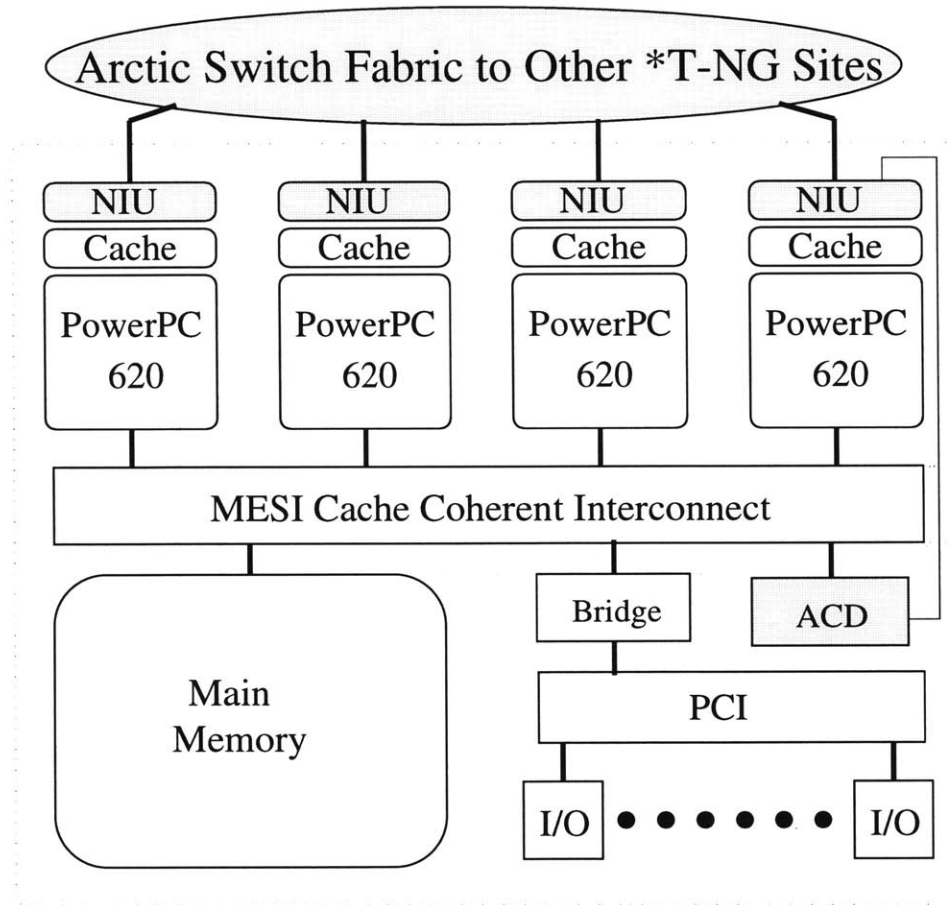 Arctic Switch Fabric to Other *T-NG Sites
NIU
NIU
NIU
NIU
Cache
Cache
Cache
Cache
PowerPC
620
PowerPC
620
PowerPC
620
PowerPC
620
MESI Cache Coherent Interconnect
Main
Memory
Bridge
ACD
PCI
I/O
I/O